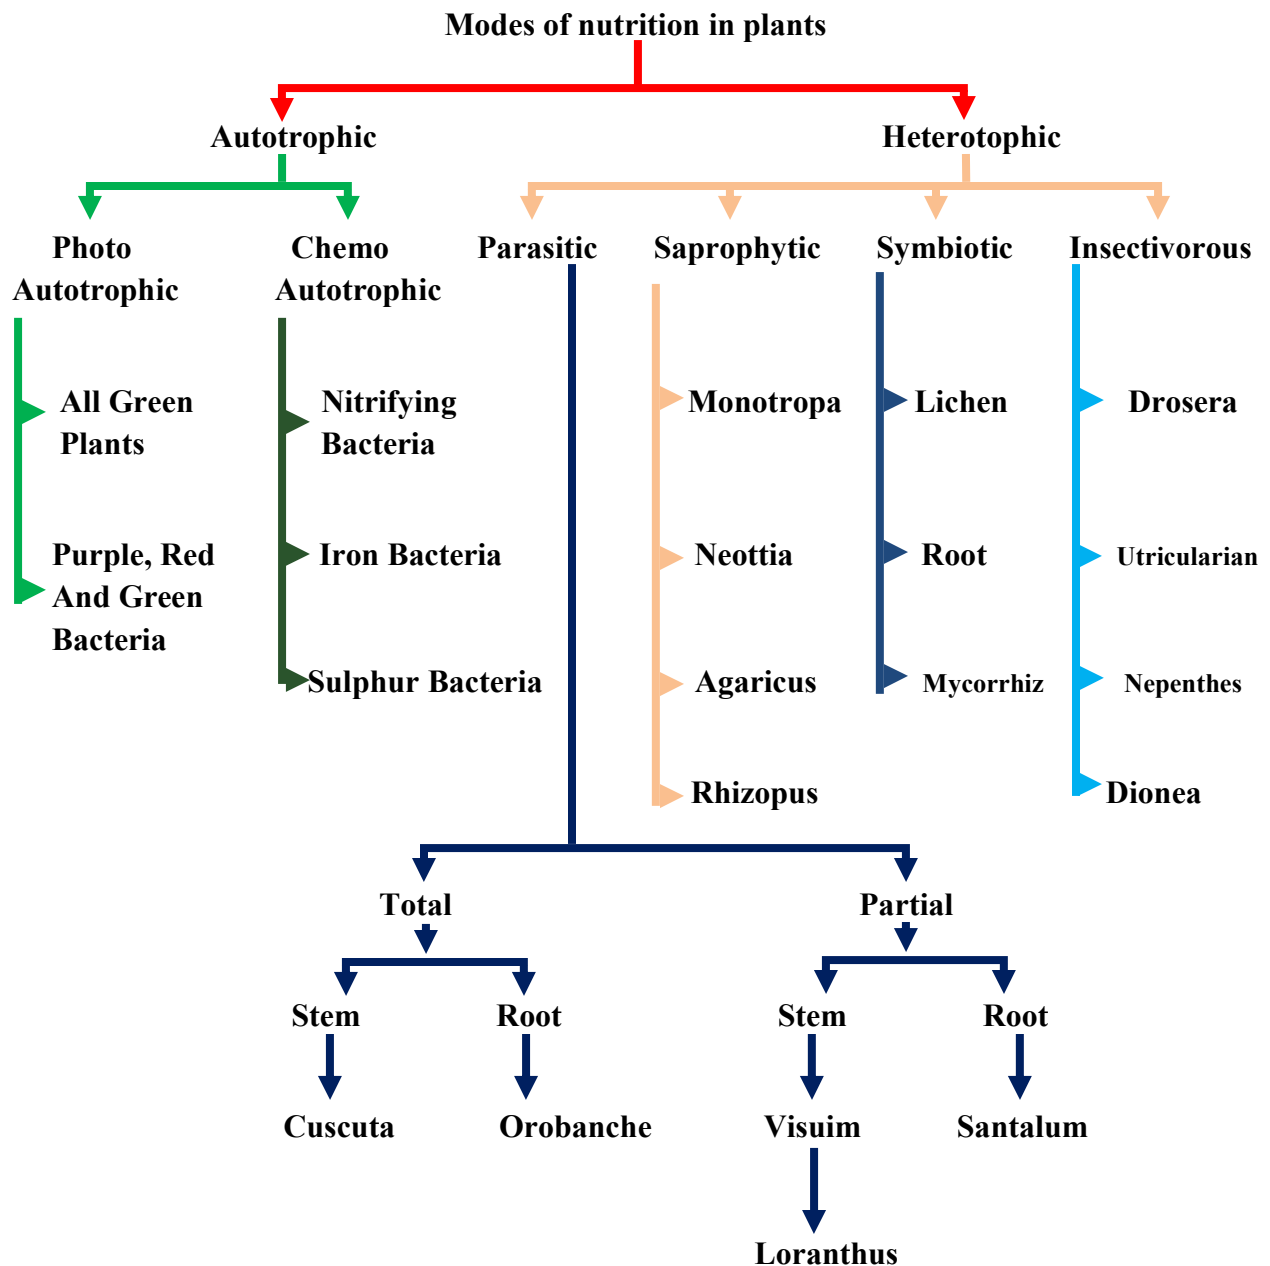 Modes of nutrition in plants
Autotrophic
Heterotophic
Photo
Autotrophic
Chemo
Autotrophic
Parasitic
Saprophytic
Symbiotic
Insectivorous
All Green
Plants
Purple, Red
And Green
Bacteria
Nitrifying
Bacteria
Iron Bacteria
Sulphur Bacteria
Monotropa
Neottia
Agaricus
Rhizopus
Lichen
Root
Mycorrhiz
Drosera
Utricularian
Nepenthes
Dionea
Total
Partial
Stem
Root
Stem
Root
Cuscuta
Orobanche
Visuim
Santalum
Loranthus